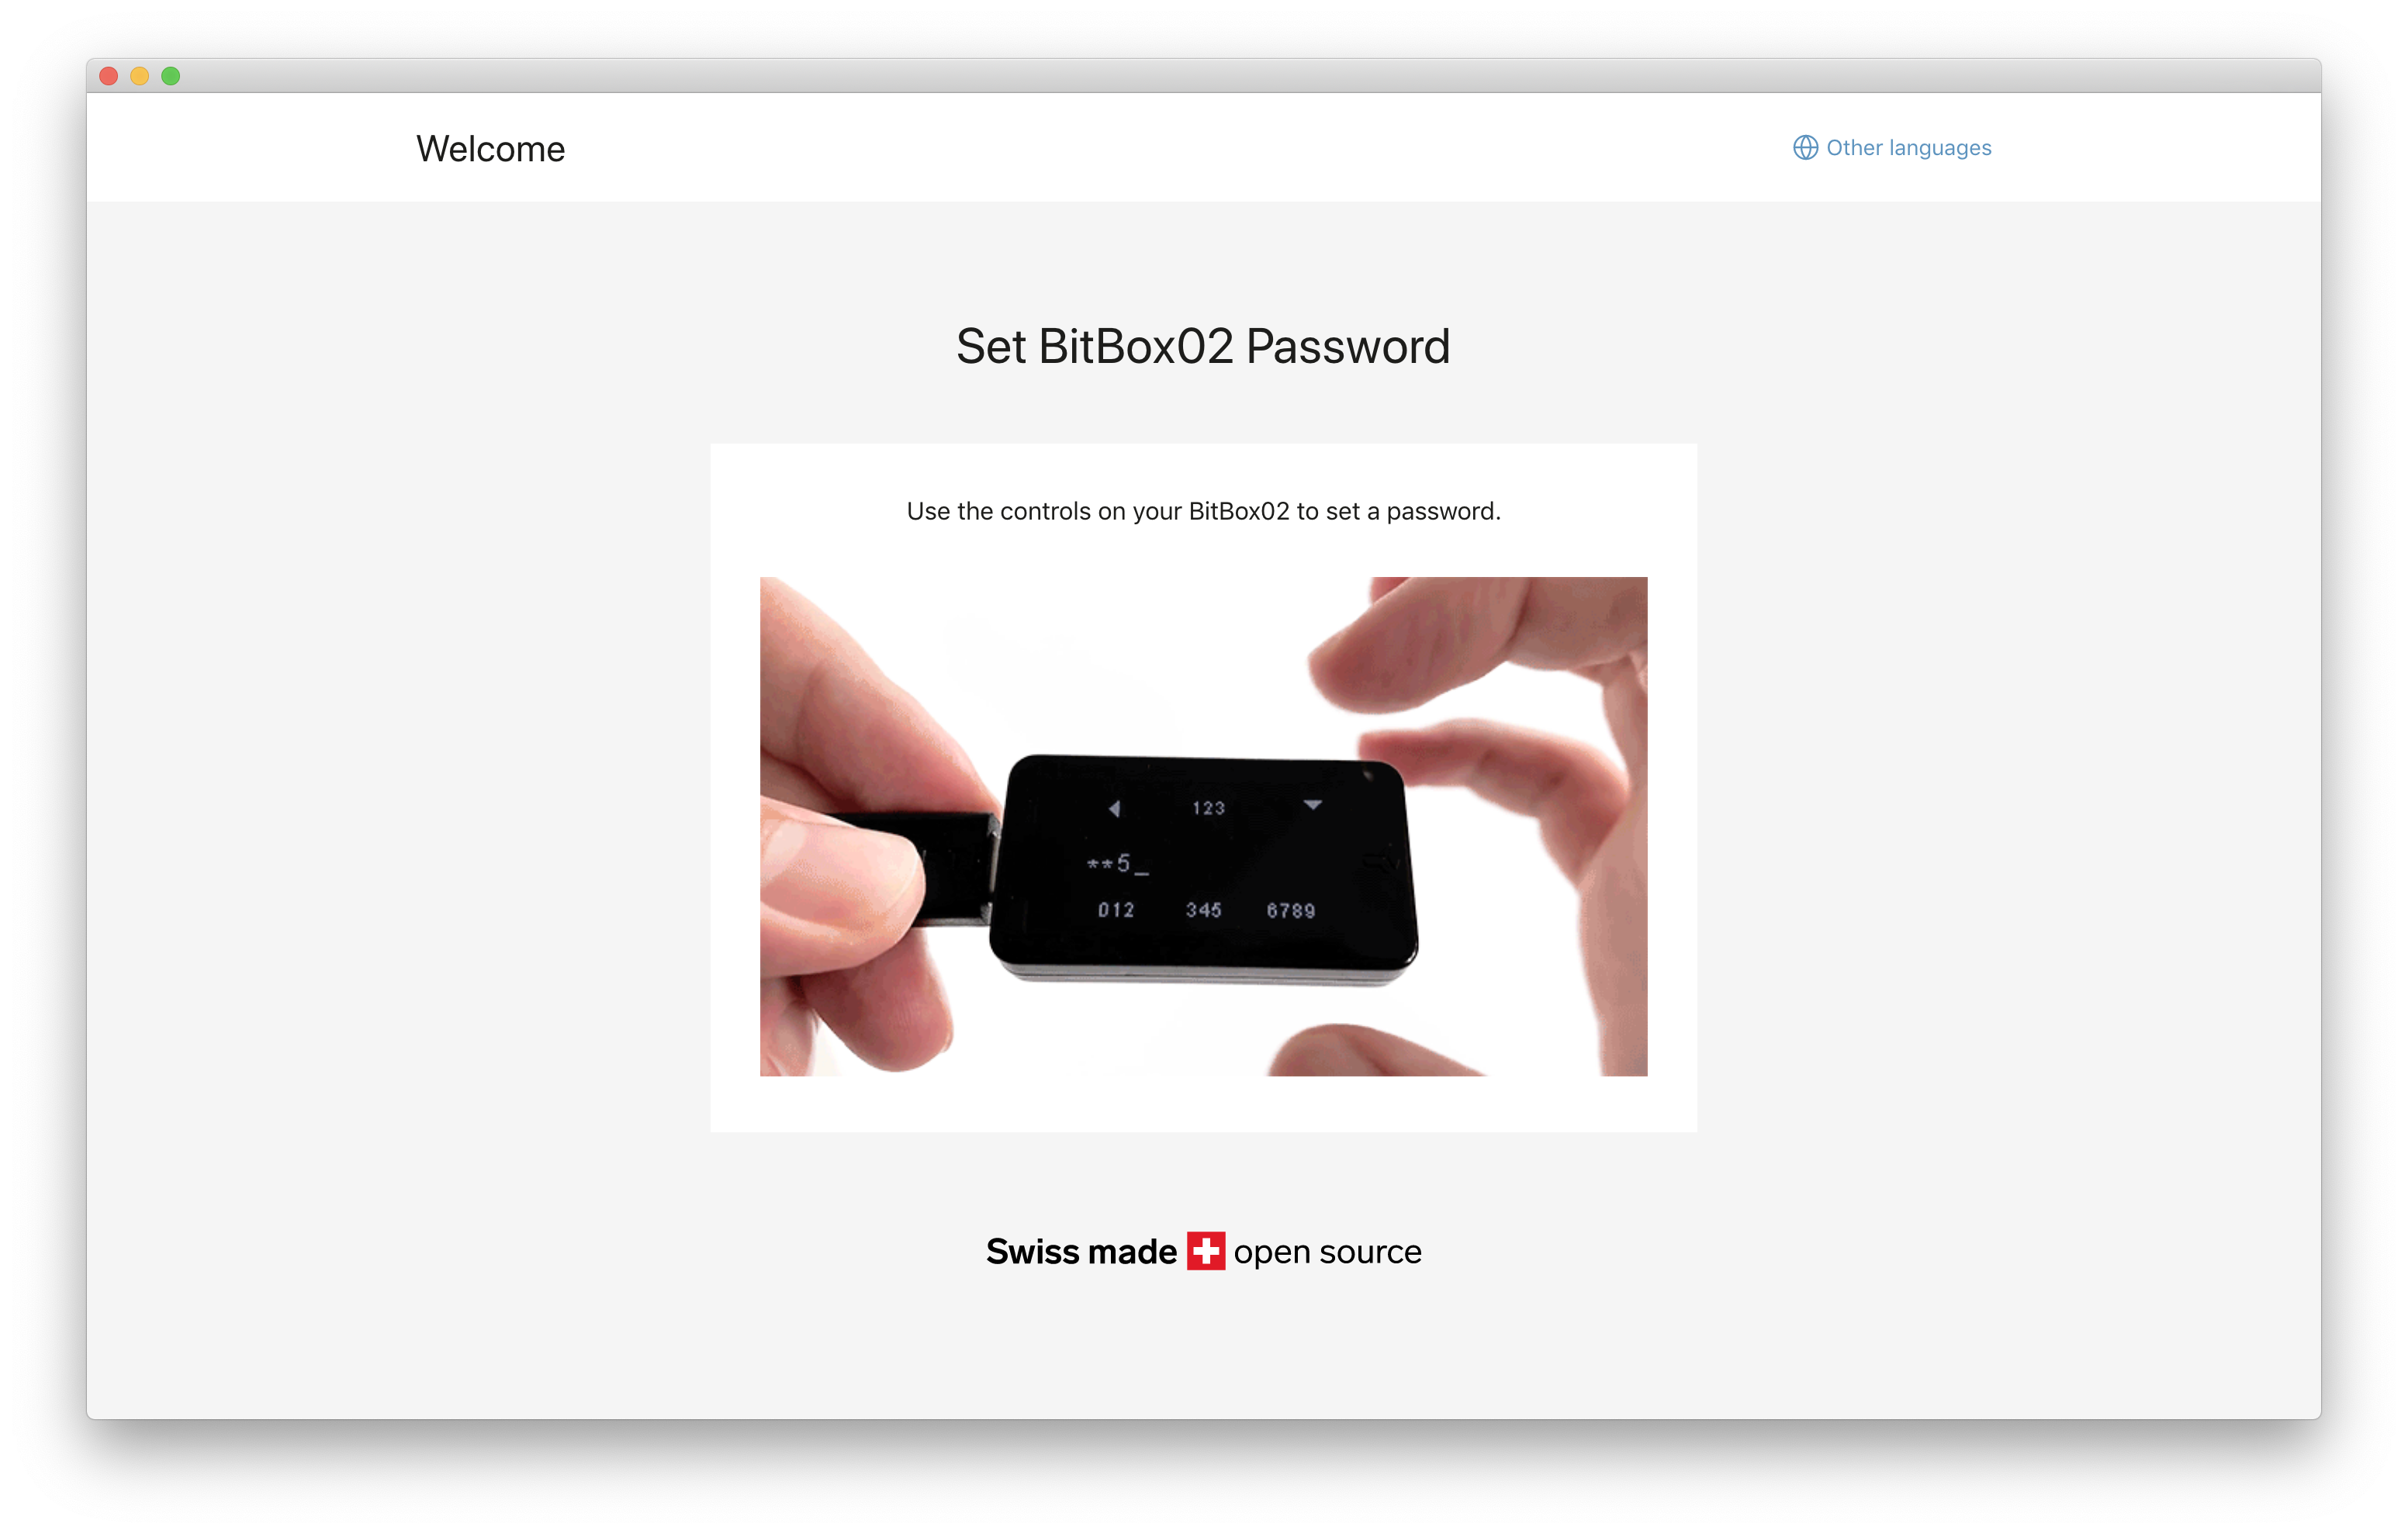 Welcome
Other languages
Set BitBox02 Password
Use the controls on your BitBox02 to set a password.
123
**5_
012 345 6789
Swiss made open source